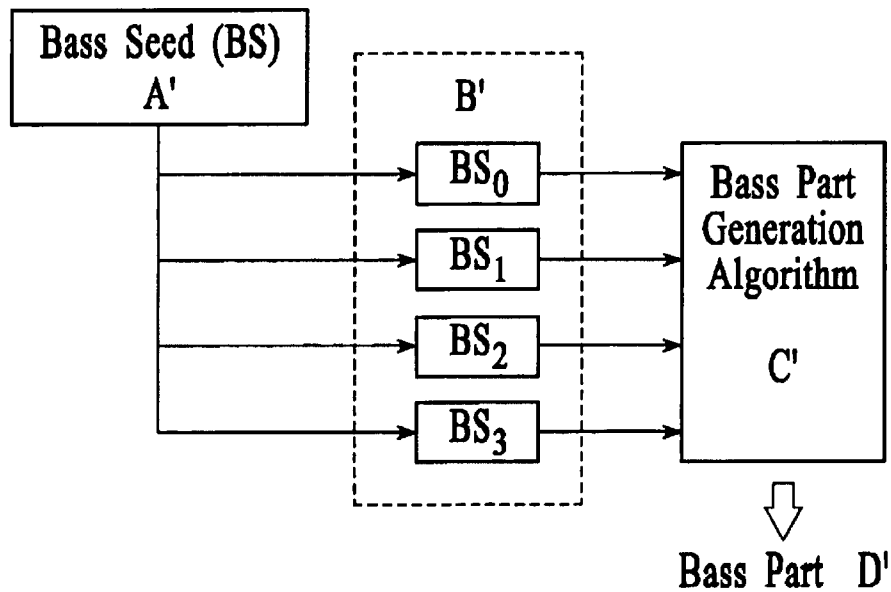 Bass Seed (BS)
A'
B'
BS0
BS1
BS2
BS3
Bass Part
Generation
Algorithm
C'
Bass Part D'